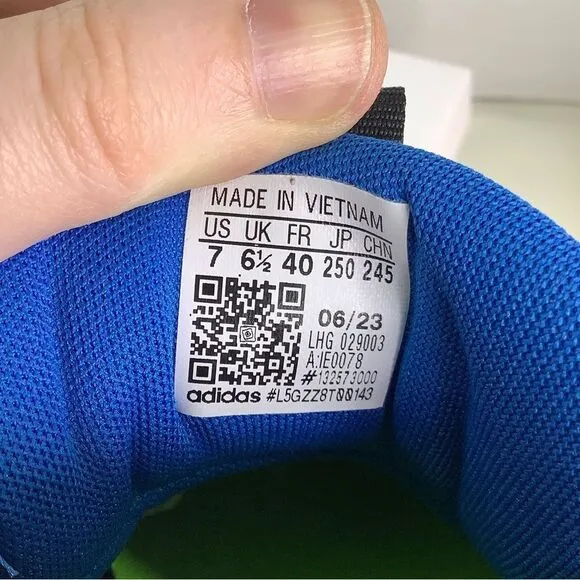 MADE IN VIETNAM
US UK FR JP CHN
7 6½ 40 250 245
06/23
LHG 029003
A:IE0078
#132573000
adidas #L5GZZ8T00143